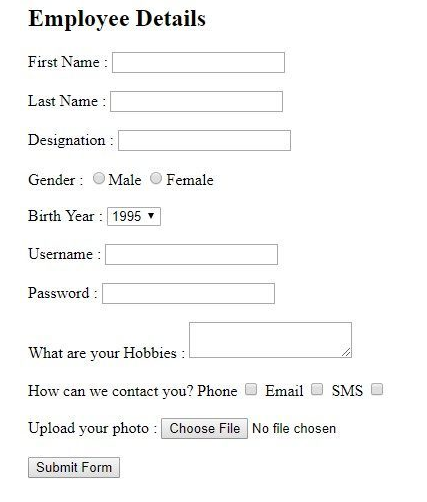 Employee Details
First Name :
Last Name :
Designation :
Gender : Male Female
Birth Year : 1995
Username :
Password :
What are your Hobbies :
How can we contact you? Phone Email SMS
Upload your photo : Choose File No file chosen
Submit Form